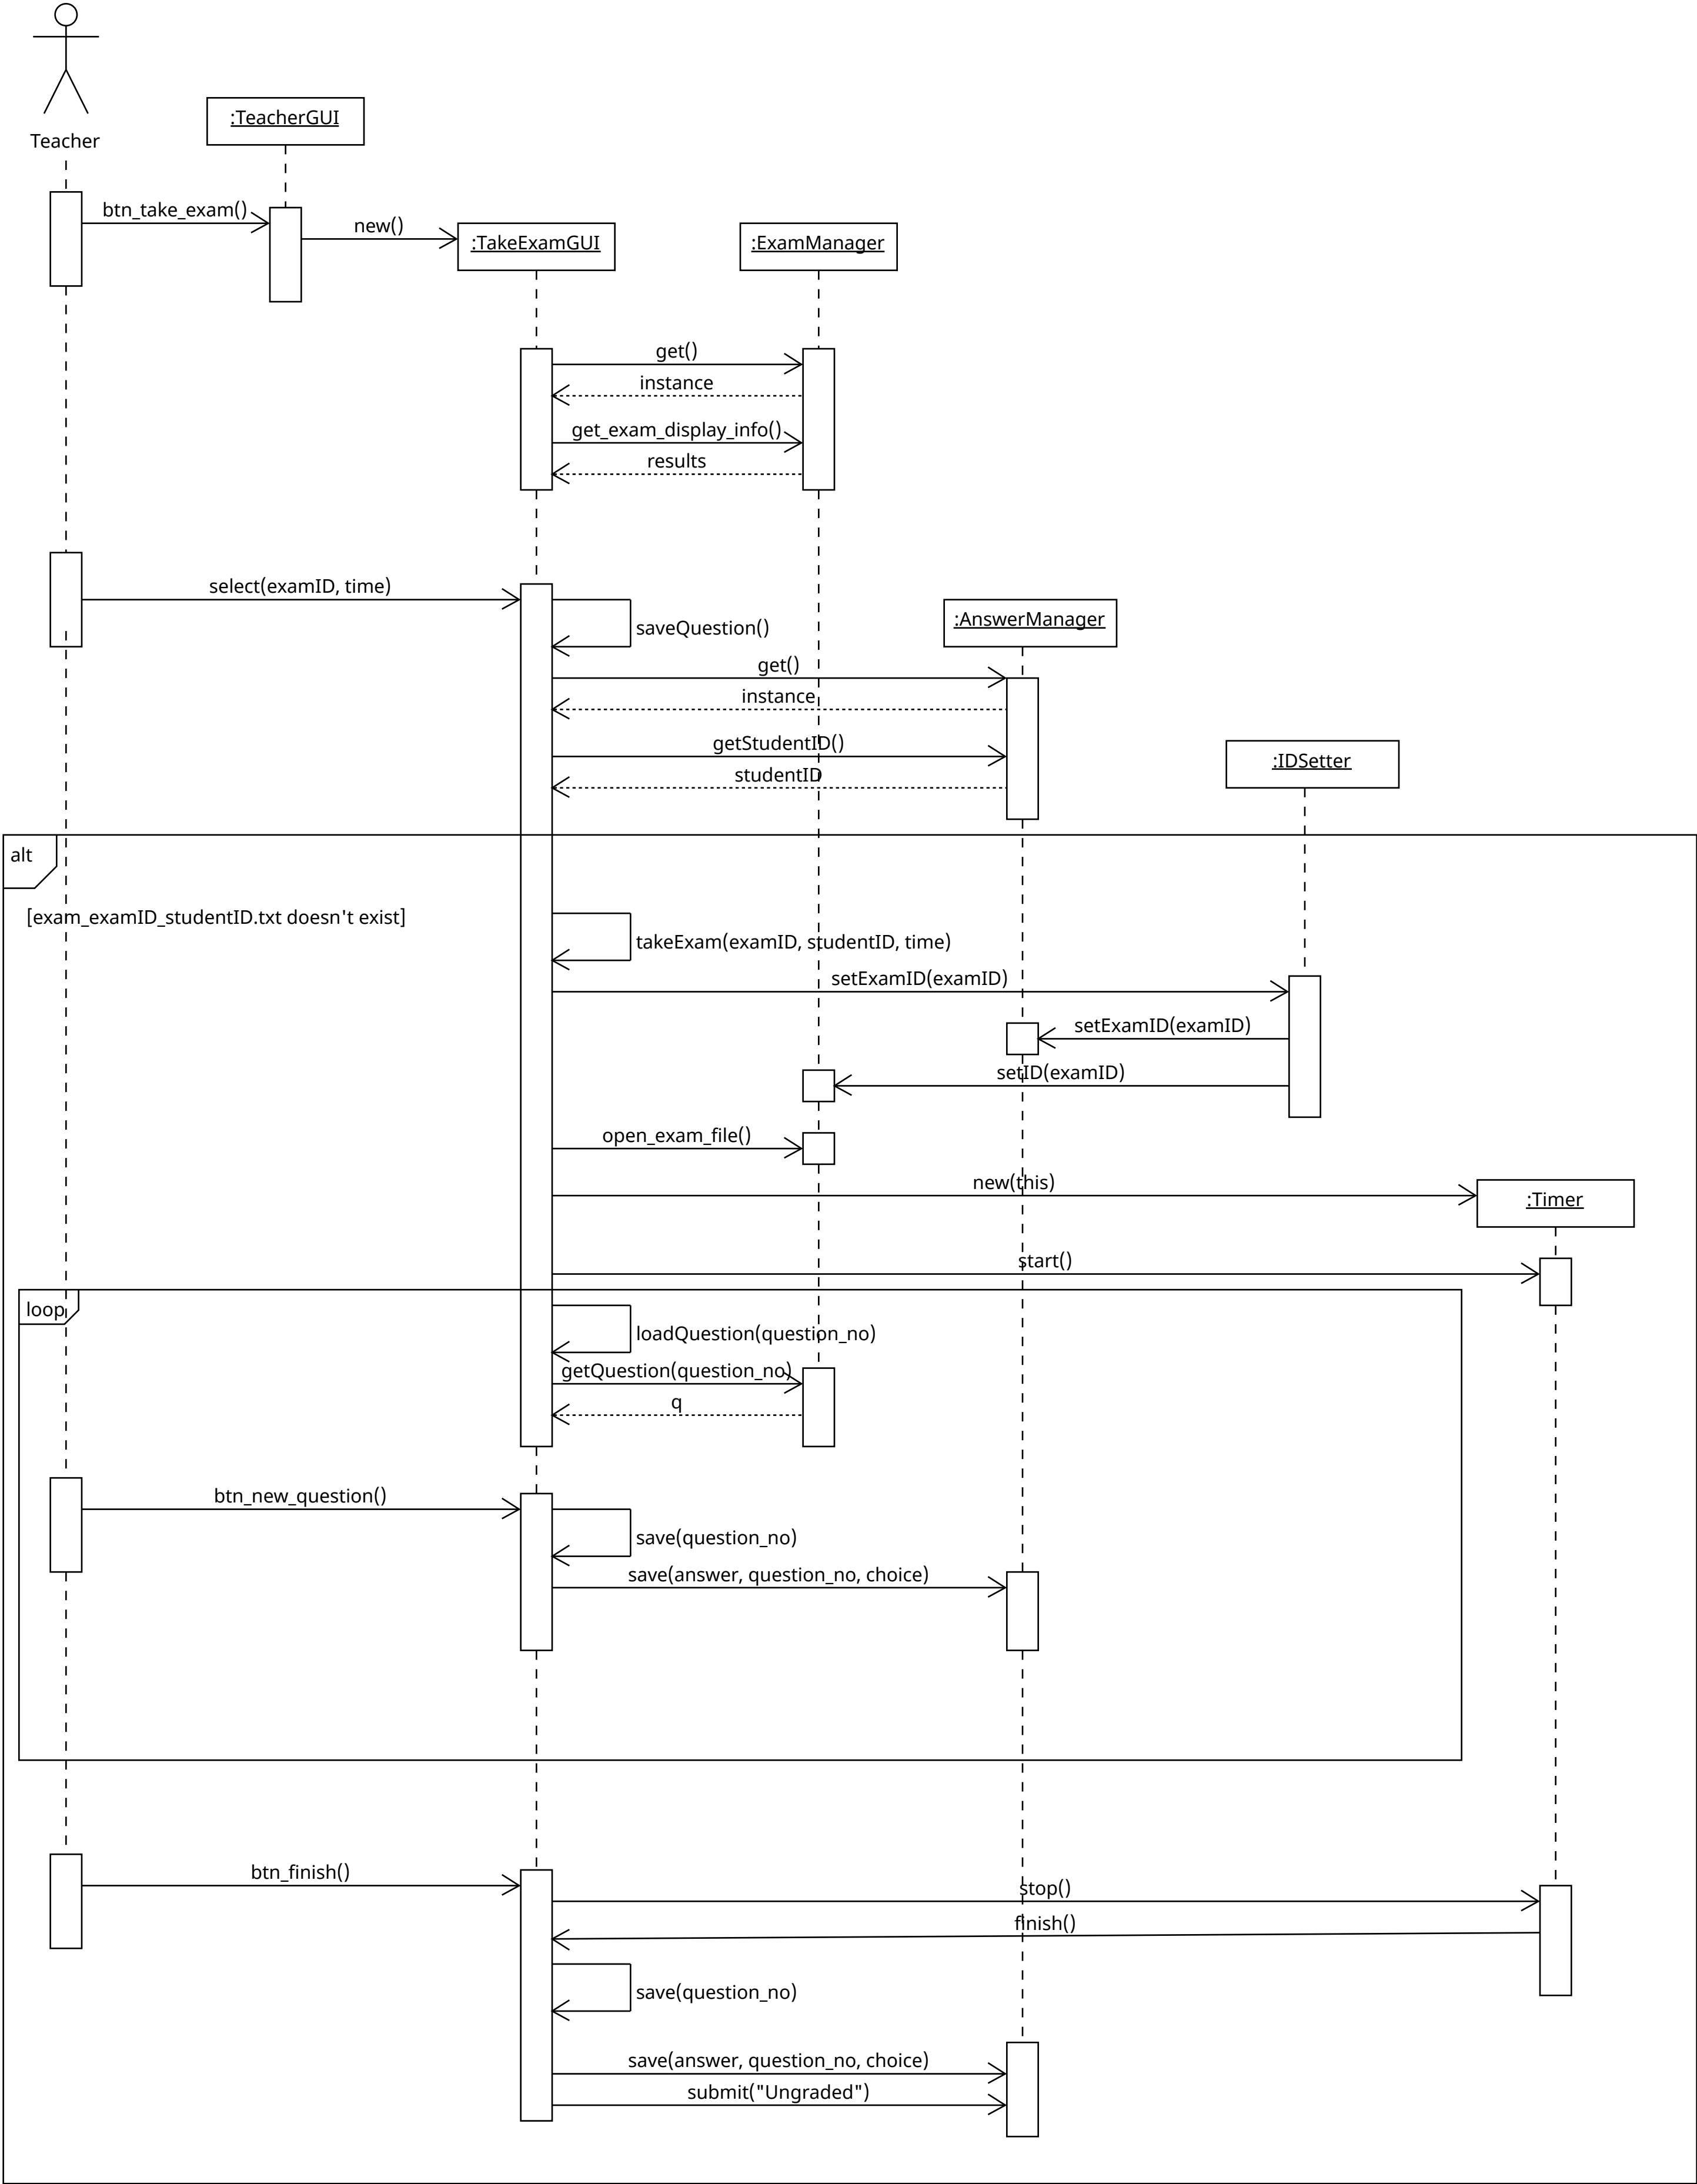 Teacher
:TeacherGUI
btn_take_exam()
new()
:TakeExamGUI
:ExamManager
get()
instance
get_exam_display_info()
results
select(examID, time)
saveQuestion()
:AnswerManager
get()
instance
getStudentID()
studentID
:IDSetter
alt
[exam_examID_studentID.txt doesn't exist]
takeExam(examID, studentID, time)
setExamID(examID)
setExamID(examID)
setID(examID)
open_exam_file()
new(this)
:Timer
start()
loop
loadQuestion(question_no)
getQuestion(question_no)
q
btn_new_question()
save(question_no)
save(answer, question_no, choice)
btn_finish()
stop()
finish()
save(question_no)
save(answer, question_no, choice)
submit("Ungraded")